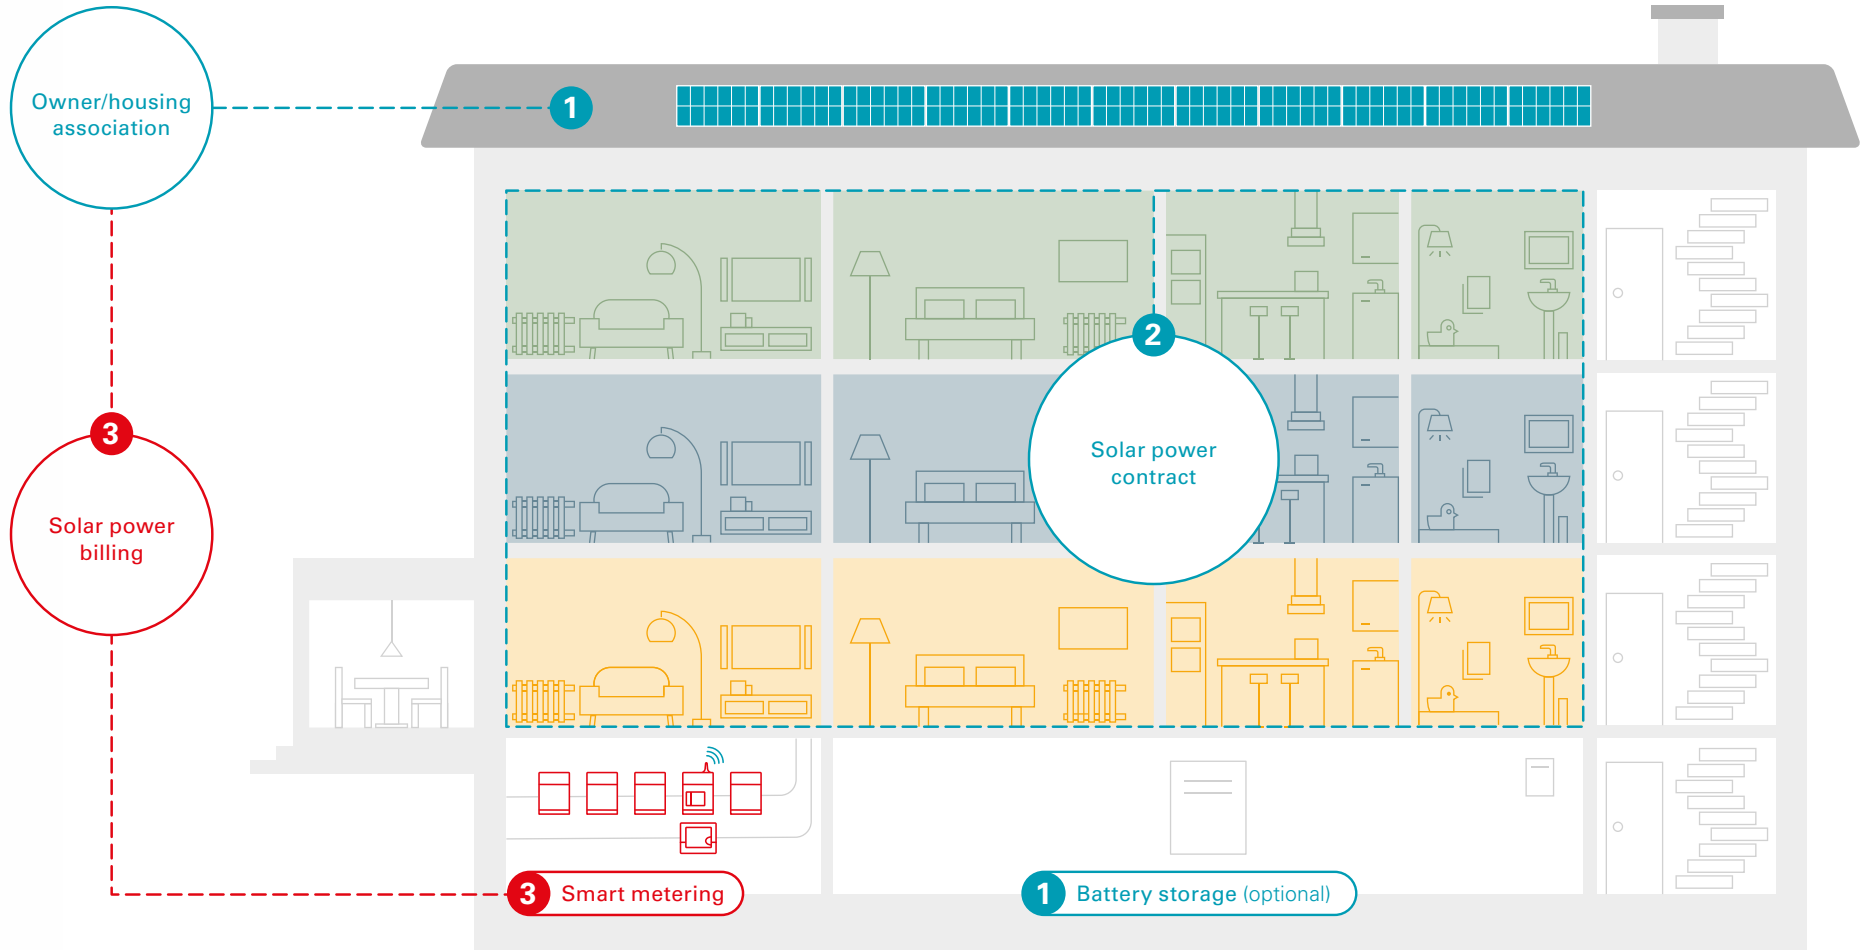 Owner/housing
association
1
2
Solar power
contract
3
Solar power
billing
3 Smart metering
1 Battery storage (optional)